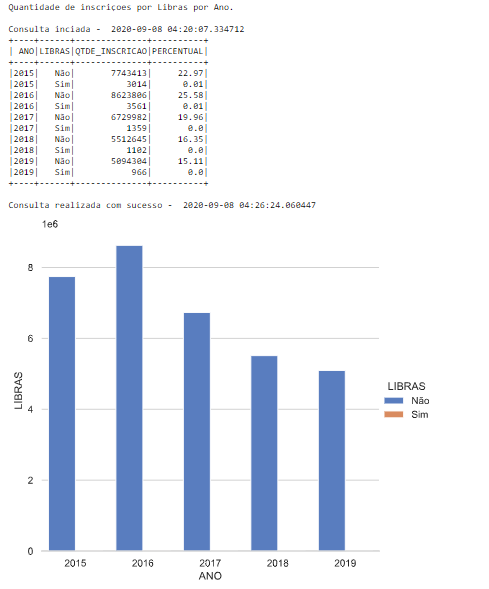 Quantidade de inscriçoes por Libras por Ano.
Consulta inciada -  2020-09-08 04:20:07.334712
+----+------+--------------+----------+
| ANO|LIBRAS|QTDE_INSCRICAO|PERCENTUAL|
+----+------+--------------+----------+
|2015|   Não|       7743413|     22.97|
|2015|   Sim|          3014|      0.01|
|2016|   Não|       8623806|     25.58|
|2016|   Sim|          3561|      0.01|
|2017|   Não|       6729982|     19.96|
|2017|   Sim|          1359|       0.0|
|2018|   Não|       5512645|     16.35|
|2018|   Sim|          1102|       0.0|
|2019|   Não|       5094304|     15.11|
|2019|   Sim|           966|       0.0|
+----+------+--------------+----------+
Consulta realizada com sucesso -  2020-09-08 04:26:24.060447
1e6
8
6
4
2
0
LIBRAS
2015 2016 2017 2018 2019
ANO
LIBRAS
Não
Sim